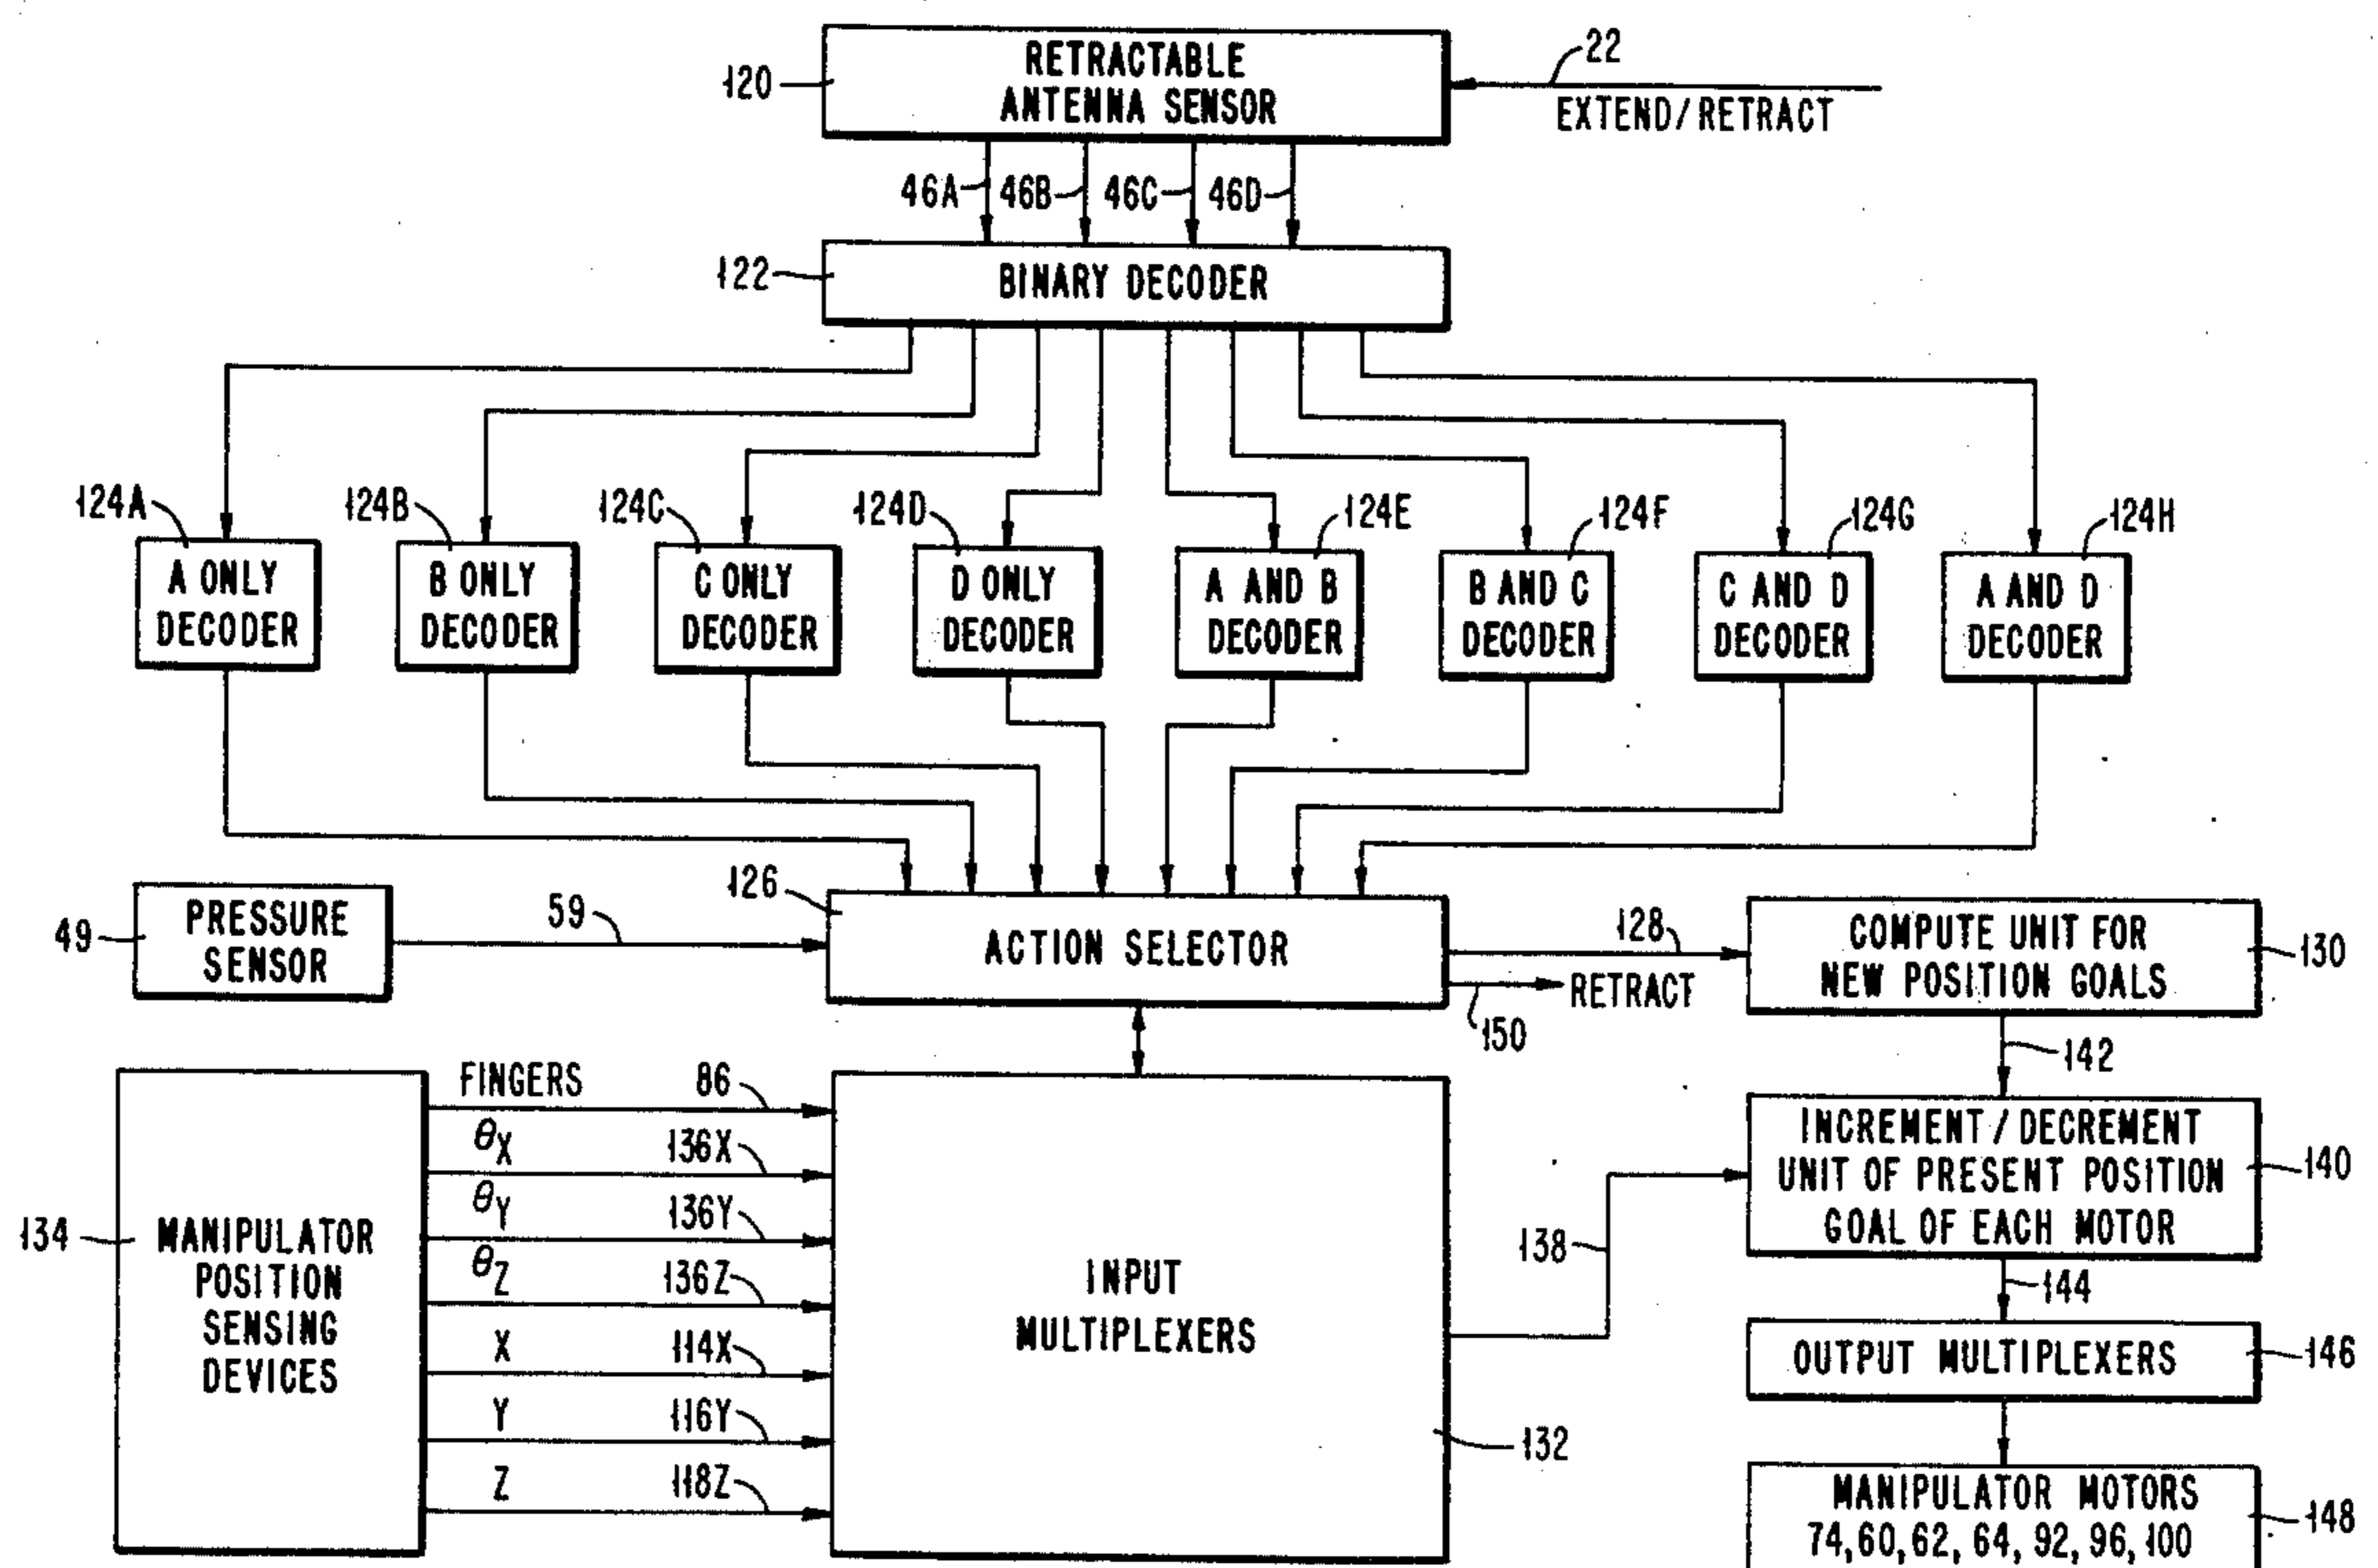 RETRACTABLE
ANTENNA SENSOR
120
22
EXTEND/RETRACT
46A
46B
46C
46D
122
BINARY DECODER
124A
124B
124C
124D
124E
124F
124G
124H
A ONLY
DECODER
B ONLY
DECODER
C ONLY
DECODER
D ONLY
DECODER
A AND B
DECODER
B AND C
DECODER
C AND D
DECODER
A AND D
DECODER
49
PRESSURE
SENSOR
59
126
ACTION SELECTOR
128
RETRACT
150
COMPUTE UNIT FOR
NEW POSITION GOALS
130
142
134
MANIPULATOR
POSITION
SENSING
DEVICES
FINGERS
86
θX
136X
θY
136Y
θZ
136Z
X
114X
Y
116Y
Z
118Z
INPUT
MULTIPLEXERS
132
138
INCREMENT / DECREMENT
UNIT OF PRESENT POSITION
GOAL OF EACH MOTOR
140
144
OUTPUT MULTIPLEXERS
146
MANIPULATOR MOTORS
74, 60, 62, 64, 92, 96, 100
148